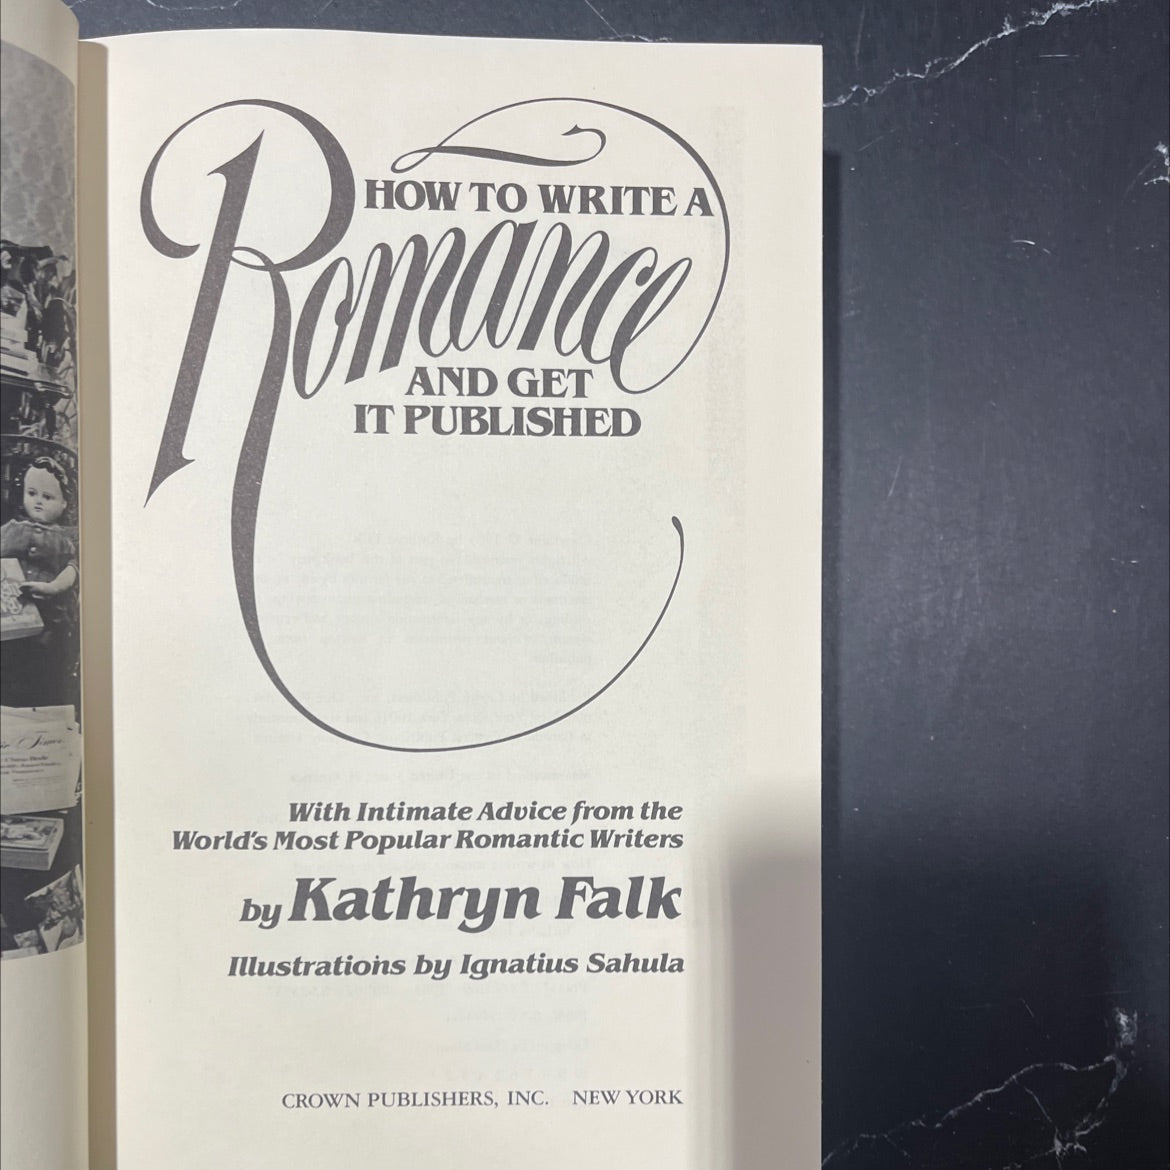 HOW TO WRITE A
Romance
AND GET
IT PUBLISHED
With Intimate Advice from the
World's Most Popular Romantic Writers
by Kathryn Falk
Illustrations by Ignatius Sahula
CROWN PUBLISHERS, INC. NEW YORK